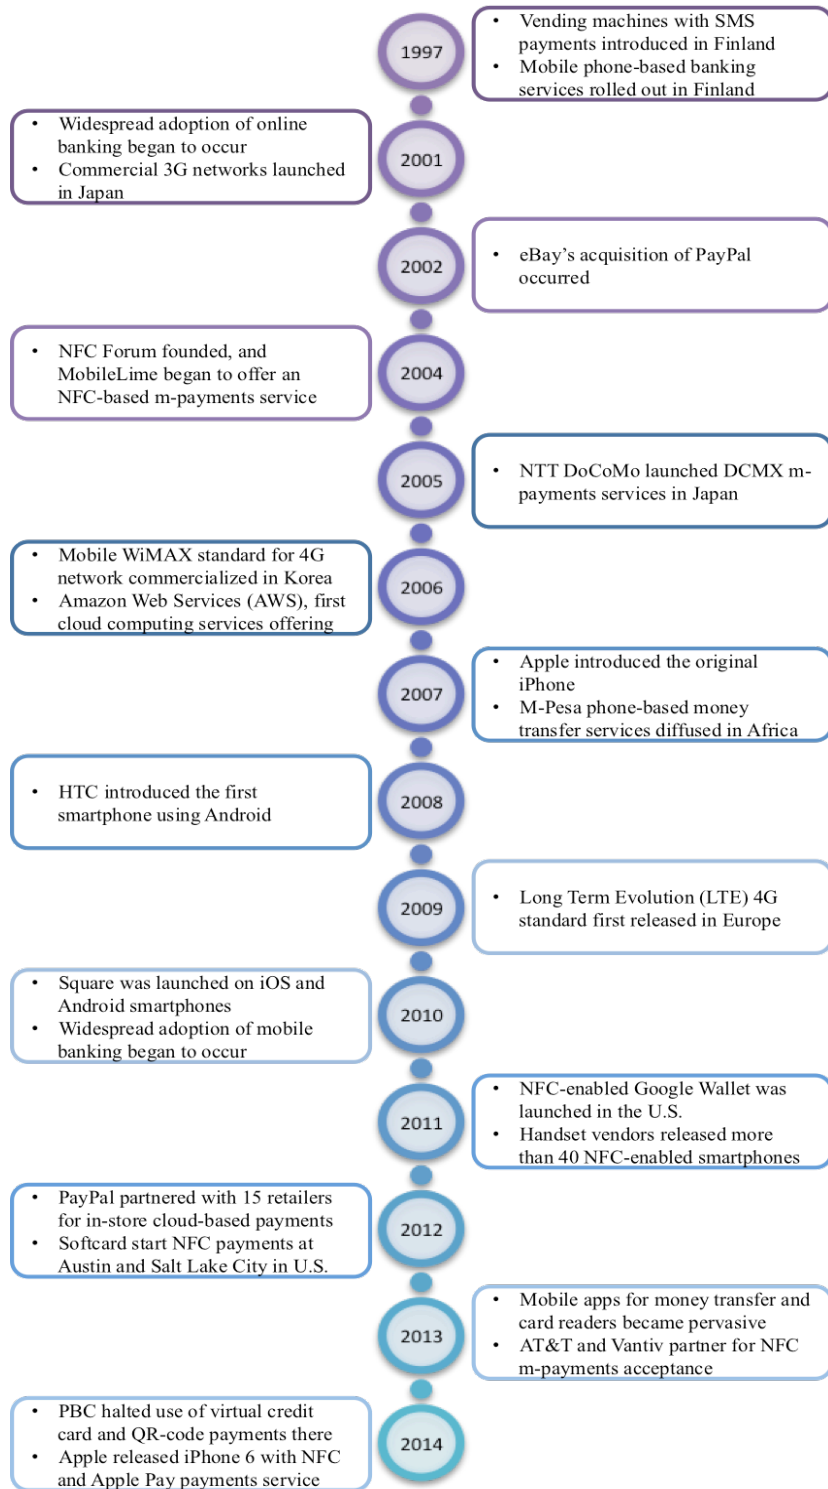 1997
• Vending machines with SMS
payments introduced in Finland
• Mobile phone-based banking
services rolled out in Finland
• Widespread adoption of online
banking began to occur
• Commercial 3G networks launched
in Japan
2001
2002
• eBay's acquisition of PayPal
occurred
• NFC Forum founded, and
MobileLime began to offer an
NFC-based m-payments service
2004
2005
• NTT DoCoMo launched DCMX m-
payments services in Japan
• Mobile WiMAX standard for 4G
network commercialized in Korea
• Amazon Web Services (AWS), first
cloud computing services offering
2006
2007
• Apple introduced the original
iPhone
• M-Pesa phone-based money
transfer services diffused in Africa
• HTC introduced the first
smartphone using Android
2008
2009
• Long Term Evolution (LTE) 4G
standard first released in Europe
• Square was launched on iOS and
Android smartphones
• Widespread adoption of mobile
banking began to occur
2010
2011
• NFC-enabled Google Wallet was
launched in the U.S.
• Handset vendors released more
than 40 NFC-enabled smartphones
• PayPal partnered with 15 retailers
for in-store cloud-based payments
• Softcard start NFC payments at
Austin and Salt Lake City in U.S.
2012
2013
• Mobile apps for money transfer and
card readers became pervasive
• AT&T and Vantiv partner for NFC
m-payments acceptance
• PBC halted use of virtual credit
card and QR-code payments there
• Apple released iPhone 6 with NFC
and Apple Pay payments service
2014